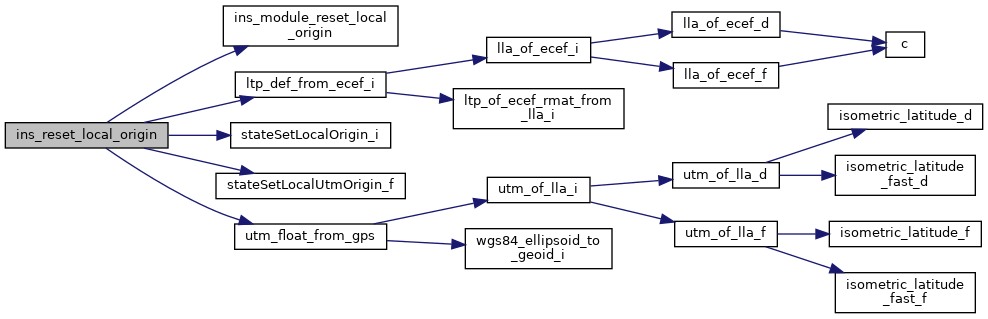 ins_reset_local_origin
ins_module_reset_local
_origin
ltp_def_from_ecef_i
stateSetLocalOrigin_i
stateSetLocalUtmOrigin_f
utm_float_from_gps
lla_of_ecef_i
ltp_of_ecef_rmat_from
_lla_i
utm_of_lla_i
wgs84_ellipsoid_to
_geoid_i
lla_of_ecef_d
lla_of_ecef_f
c
utm_of_lla_d
utm_of_lla_f
isometric_latitude_d
isometric_latitude
_fast_d
isometric_latitude_f
isometric_latitude
_fast_f